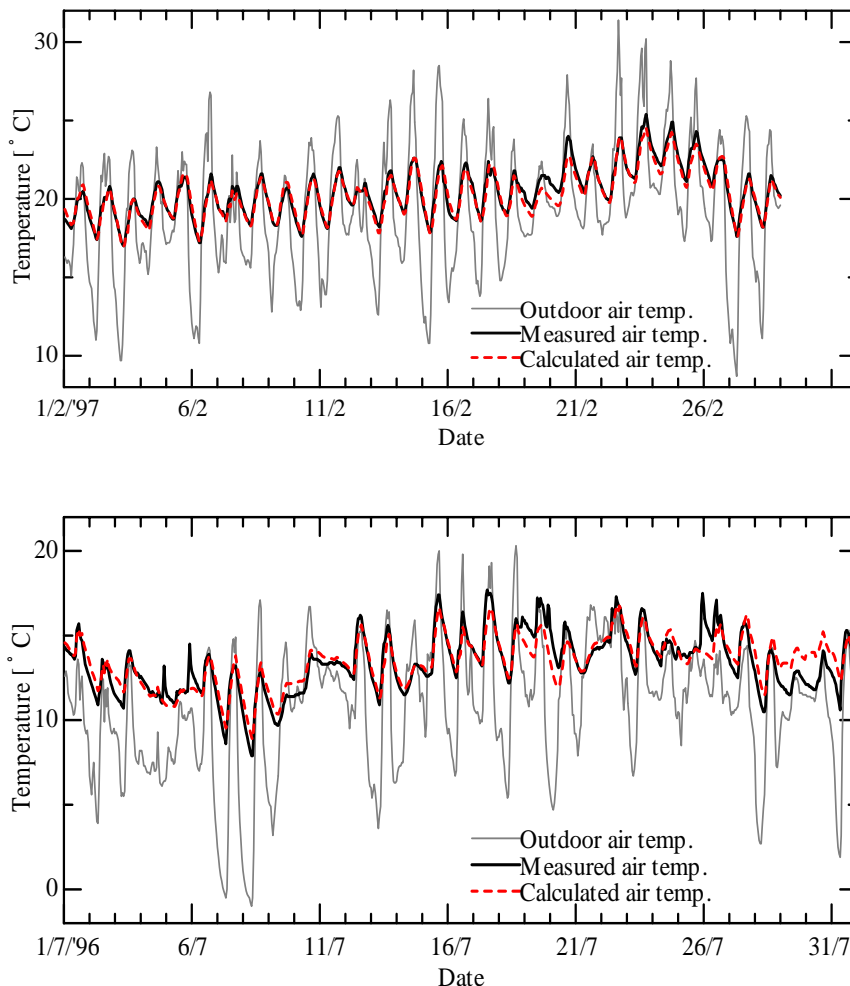 30
20
10
Temperature [ ° C]
Outdoor air temp.
Measured air temp.
Calculated air temp.
1/2/'97 6/2 11/2 16/2 21/2 26/2
Date
20
10
0
Temperature [ ° C]
Outdoor air temp.
Measured air temp.
Calculated air temp.
1/7/'96 6/7 11/7 16/7 21/7 26/7 31/7
Date